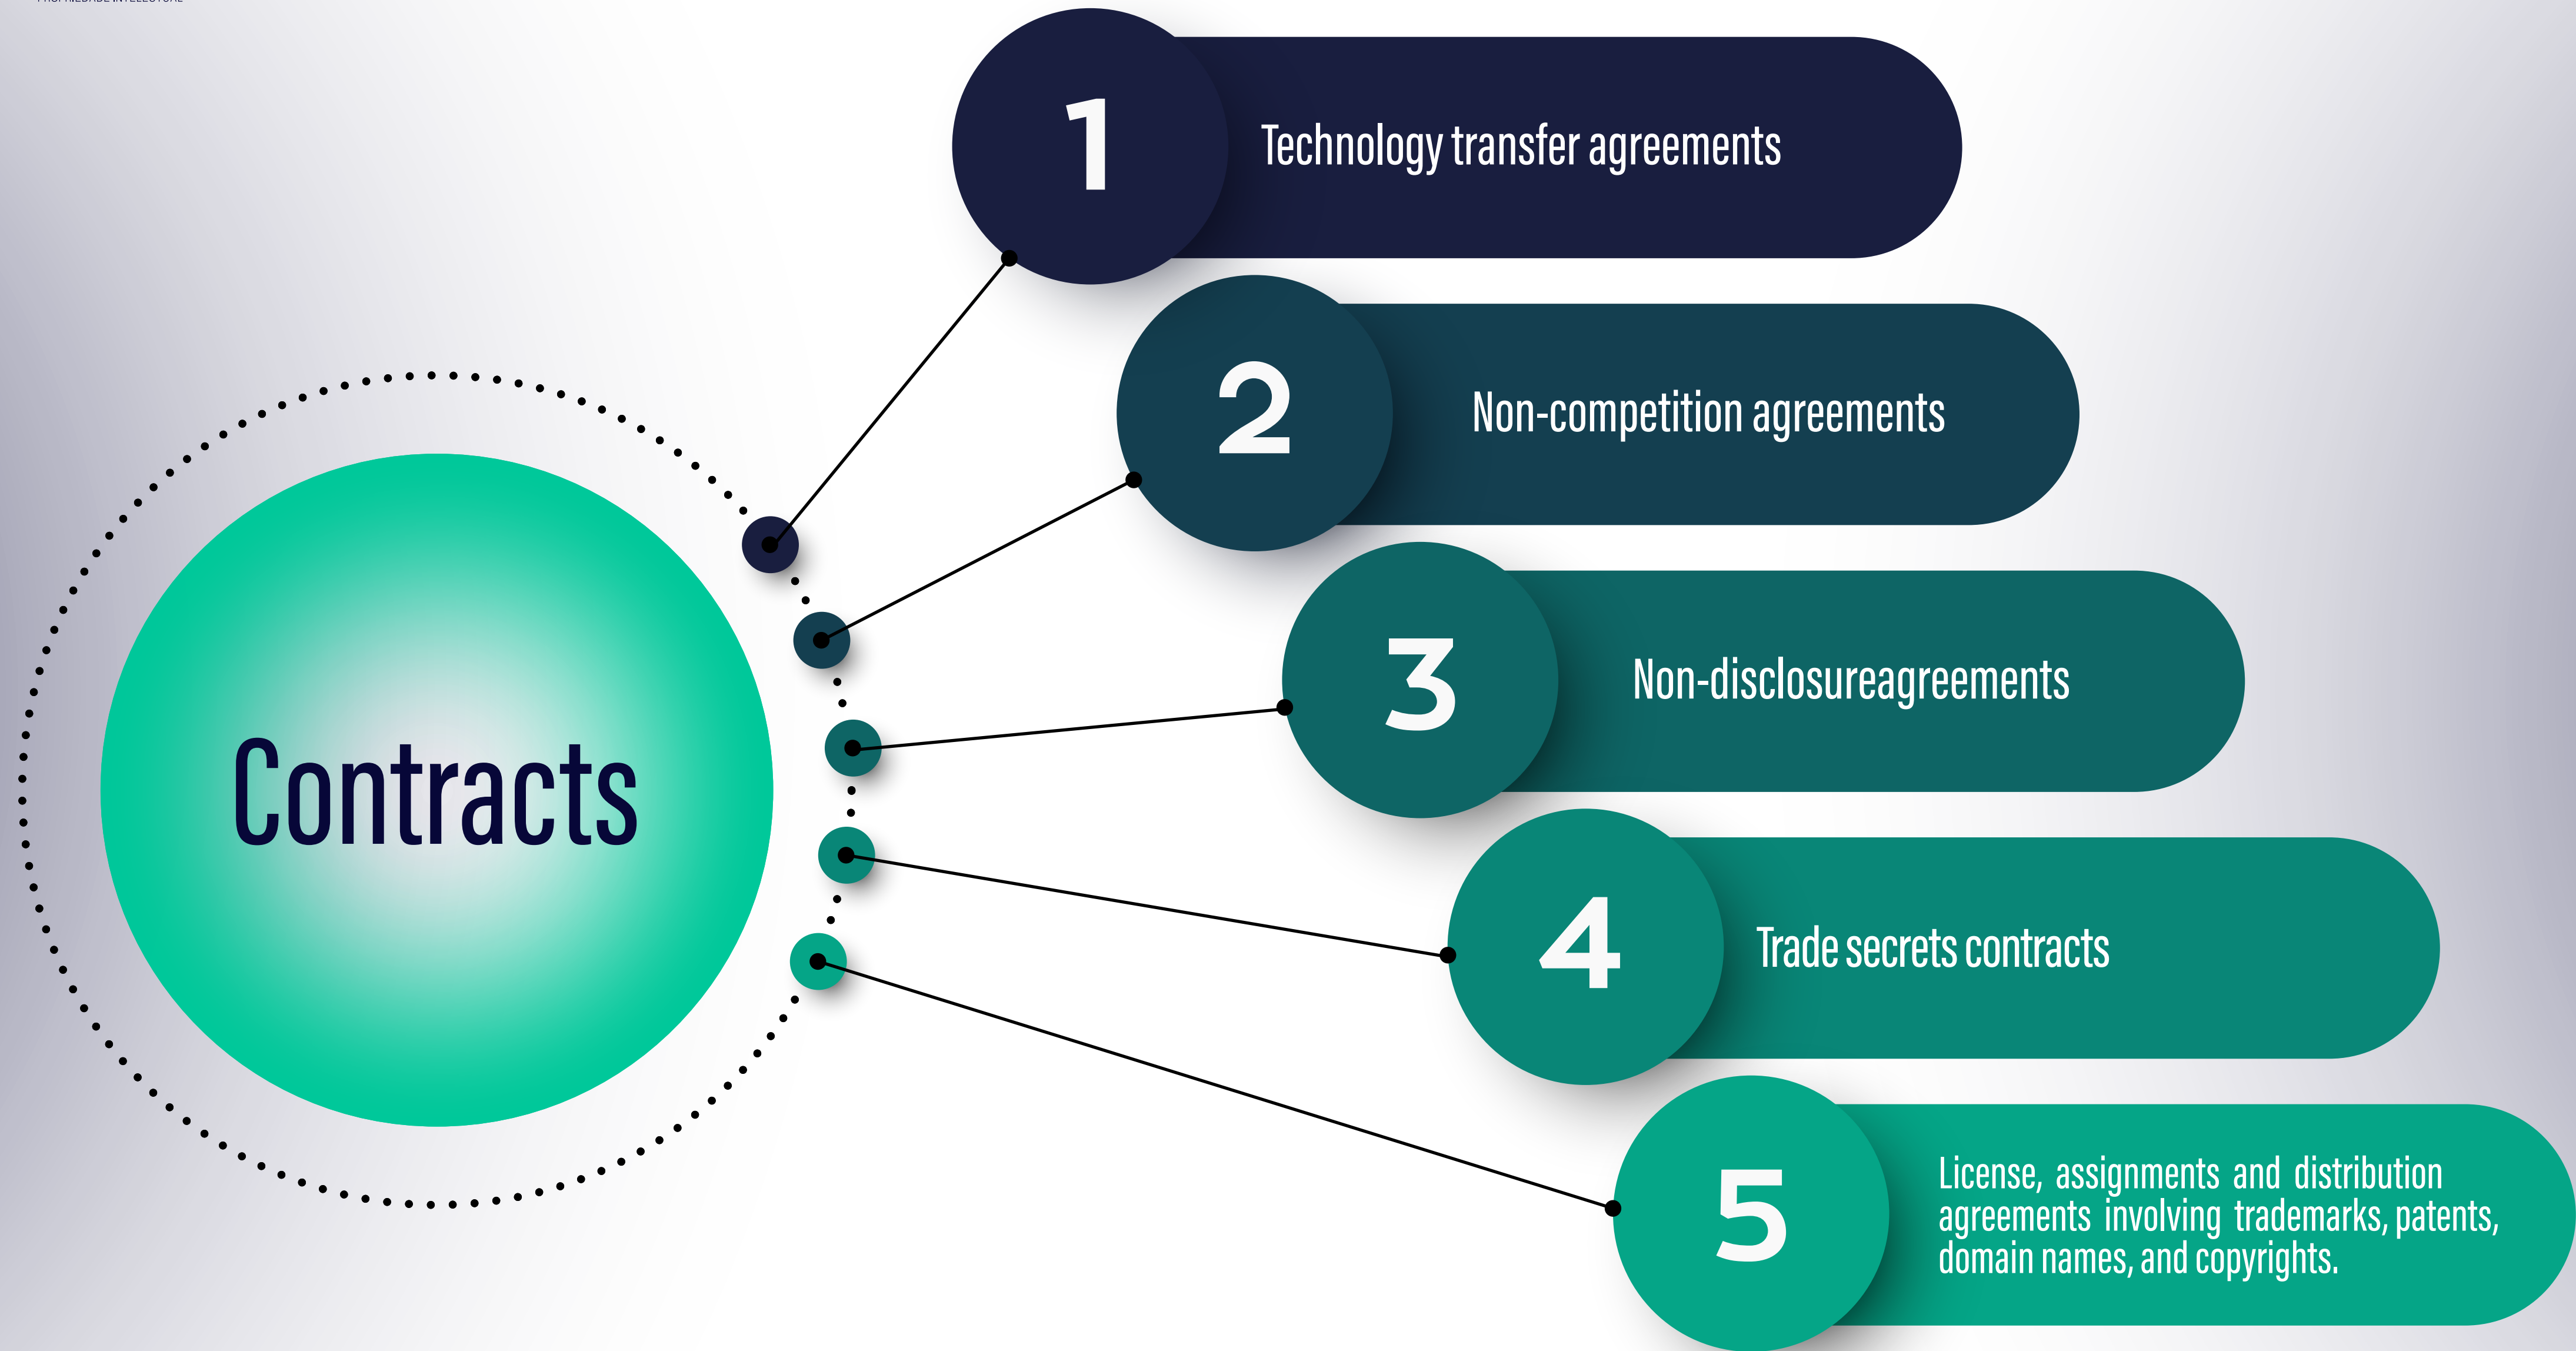 Contracts
1
Technology transfer agreements
2
Non-competition agreements
3
Non-disclosureagreements
4
Trade secrets contracts
5
License, assignments and distribution
agreements involving trademarks, patents,
domain names, and copyrights.